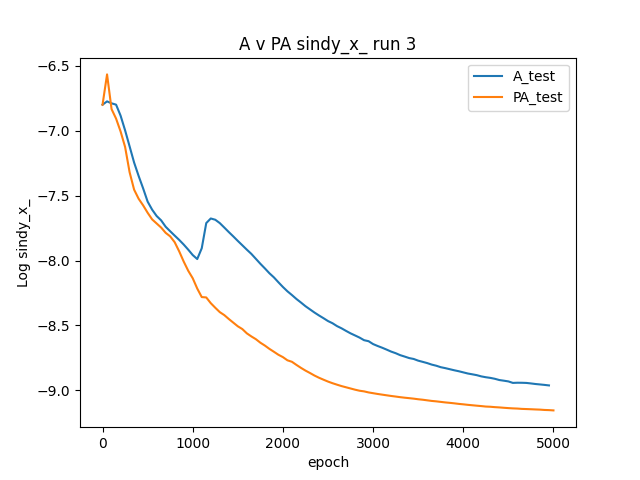 A v PA sindy_x_ run 3
A_test
PA_test
Log sindy_x_
−6.5
−7.0
−7.5
−8.0
−8.5
−9.0
0 1000 2000 3000 4000 5000
epoch